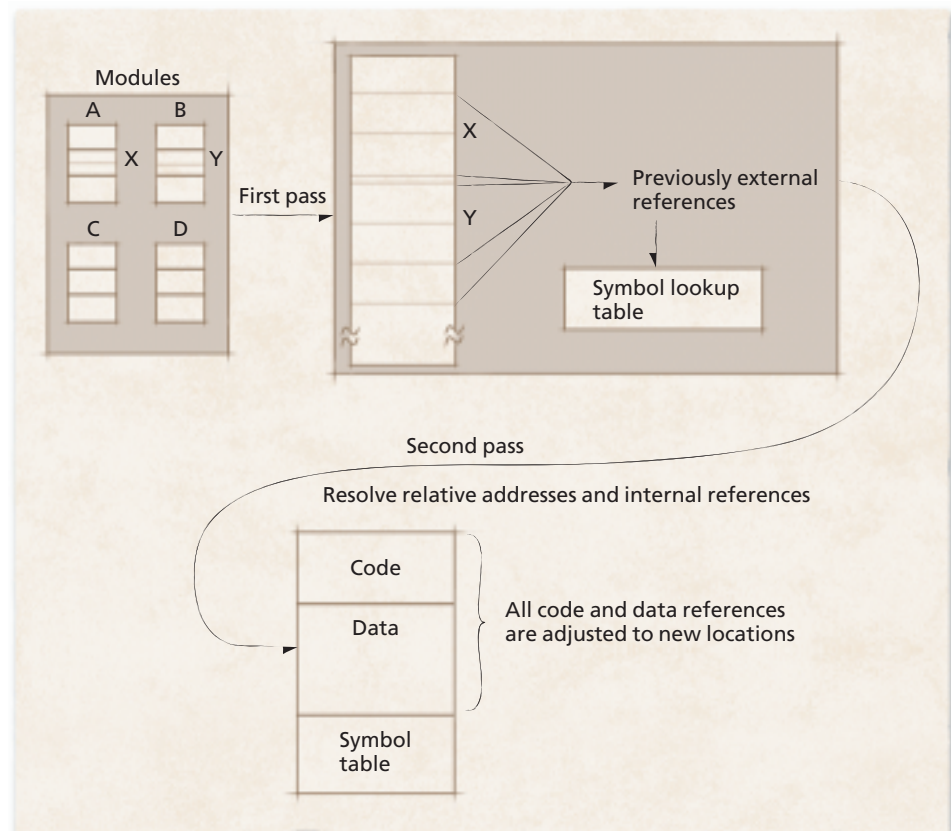 Modules
A
B
X
Y
C
D
First pass
X
Y
Previously external
references
Symbol lookup
table
Second pass
Resolve relative addresses and internal references
Code
Data
Symbol
table
All code and data references
are adjusted to new locations